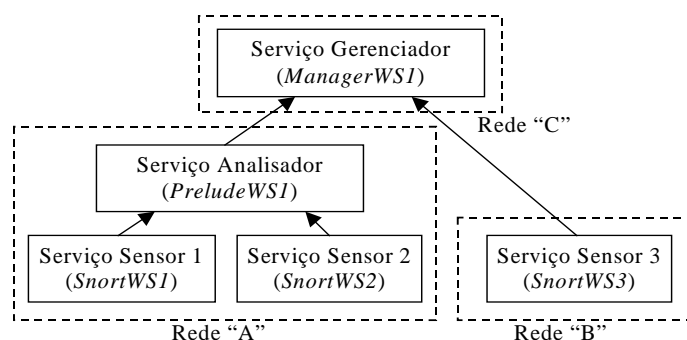 Serviço Gerenciador
(ManagerWS1)
Rede “C”
Serviço Analisador
(PreludeWS1)
Serviço Sensor 1
(SnortWS1)
Serviço Sensor 2
(SnortWS2)
Serviço Sensor 3
(SnortWS3)
Rede “A”
Rede “B”